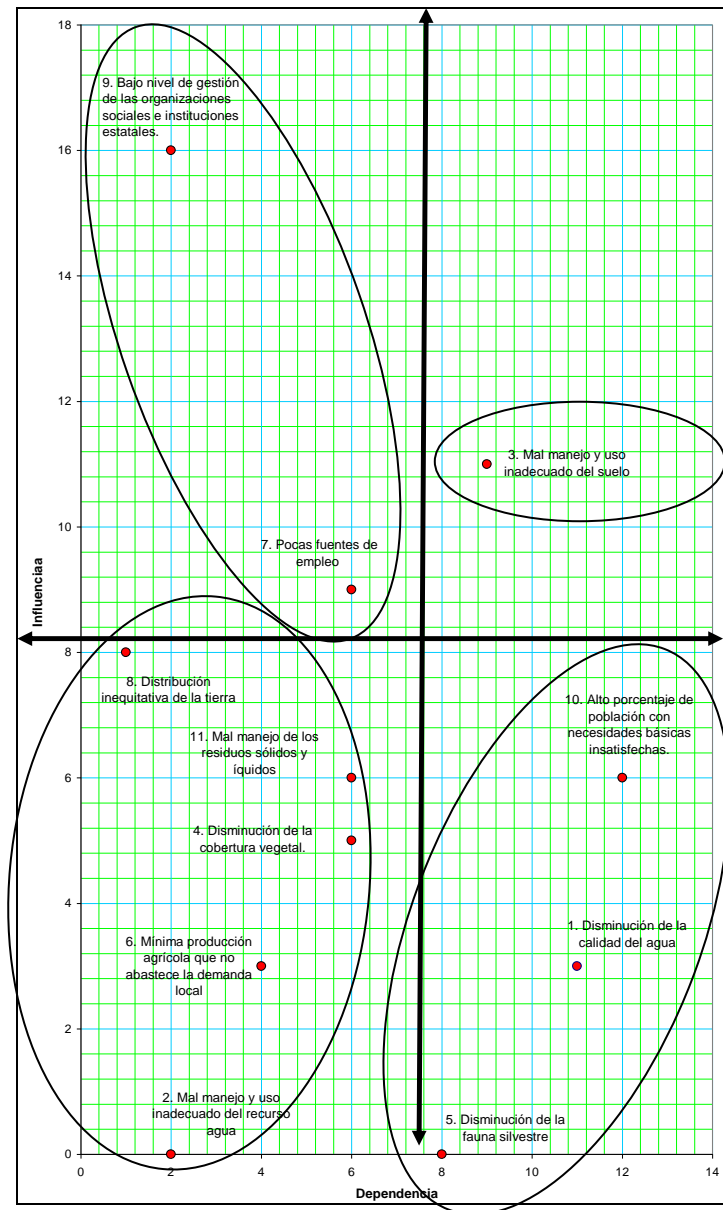 18
9. Bajo nivel de gestión
de las organizaciones
sociales e instituciones
estatales.
16
14
12
3. Mal manejo y uso
inadecuado del suelo
10
7. Pocas fuentes de
empleo
Influenciaa
8
8. Distribución
inequitativa de la tierra
10. Alto porcentaje de
población con
necesidades básicas
insatisfechas.
11. Mal manejo de los
residuos sólidos y
íquidos
6
4. Disminución de la
cobertura vegetal.
4
6. Mínima producción
agrícola que no
abastece la demanda
local
1. Disminución de la
calidad del agua
2
2. Mal manejo y uso
inadecuado del recurso
agua
5. Disminución de la
fauna silvestre
0
0 2 4 6 8 10 12 14
Dependencia